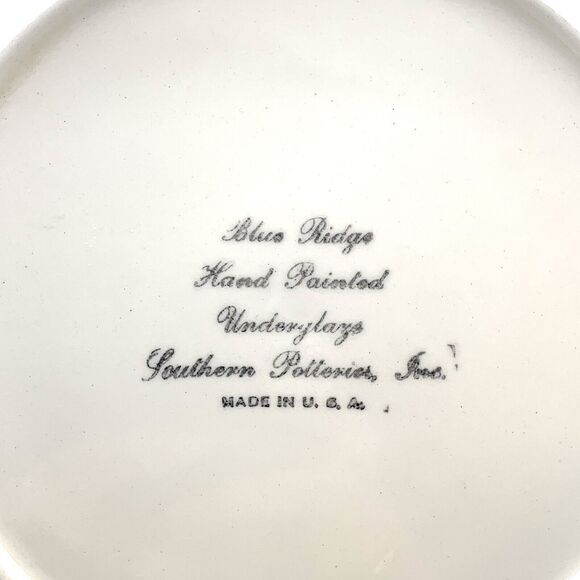 Blue Ridge
Hand Painted
Underglaze
Southern Potteries, Inc.
MADE IN U. S. A.